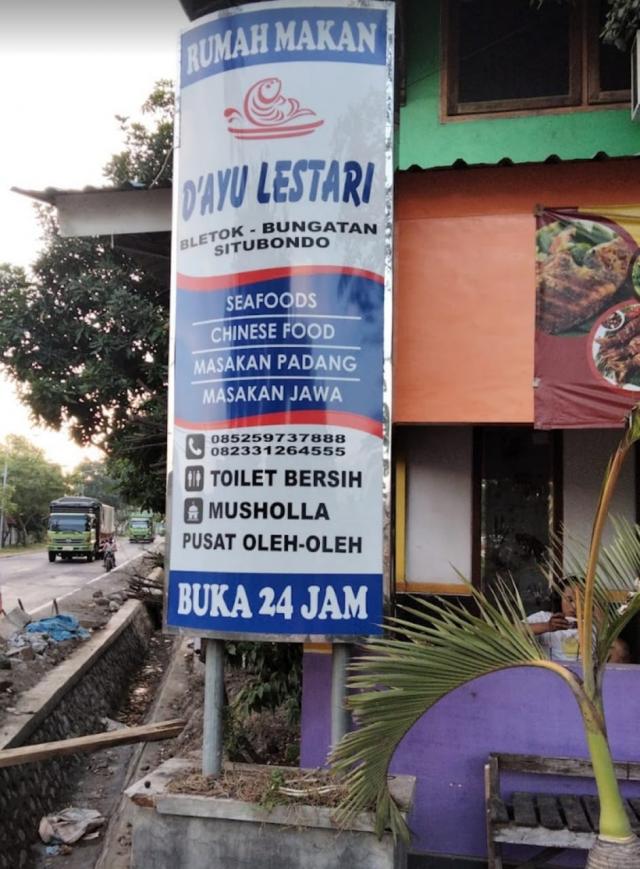 RUMAH MAKAN
D'AYU LESTARI
BLETOK - BUNGATAN
SITUBONDO
SEAFOODS
CHINESE FOOD
MASAKAN PADANG
MASAKAN JAWA
085259737888
082331264555
TOILET BERSIH
MUSHOLLA
PUSAT OLEH-OLEH
BUKA 24 JAM